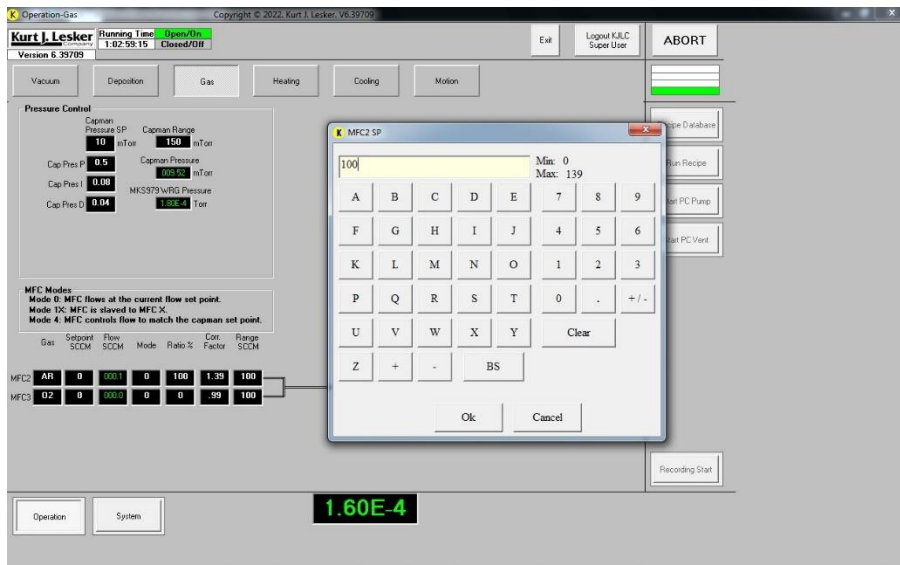 Operation-Gas
Copyright © 2022. Kurt J. Lesker. V6.39709
Kurt J. Lesker
Company
Version 6.39709
Running Time Open/On
1:02:59:15 Closed/Off
Exit
Logout KJLC
Super User
ABORT
Vacuum Deposition Gas Heating Cooling Motion
Pressure Control
Capman
Pressure SP Capman Range
10 mTorr 150 mTorr
Cap Pres P 0.5 Capman Pressure
009.52 mTorr
Cap Pres I 0.08
MKS979 WRG Pressure
Cap Pres D 0.04 1.80E-4 Torr
MFC Modes
Mode 0: MFC flows at the current flow set point.
Mode 1X: MFC is slaved to MFC X.
Mode 4: MFC controls flow to match the capman set point.
Gas Setpoint SCCM Flow SCCM Mode Ratio % Corr. Factor Range SCCM
MFC2 AR 0 000.1 0 100 1.39 100
MFC3 O2 0 000.0 0 0 .99 100
MFC2 SP
100
Min: 0
Max: 139
A B C D E 7 8 9
F G H I J 4 5 6
K L M N O 1 2 3
P Q R S T 0 . +/-
U V W X Y Clear
Z + - BS
Ok Cancel
Database
Run Recipe
PC Pump
PC Vent
Recording Start
Operation System
1.60E-4